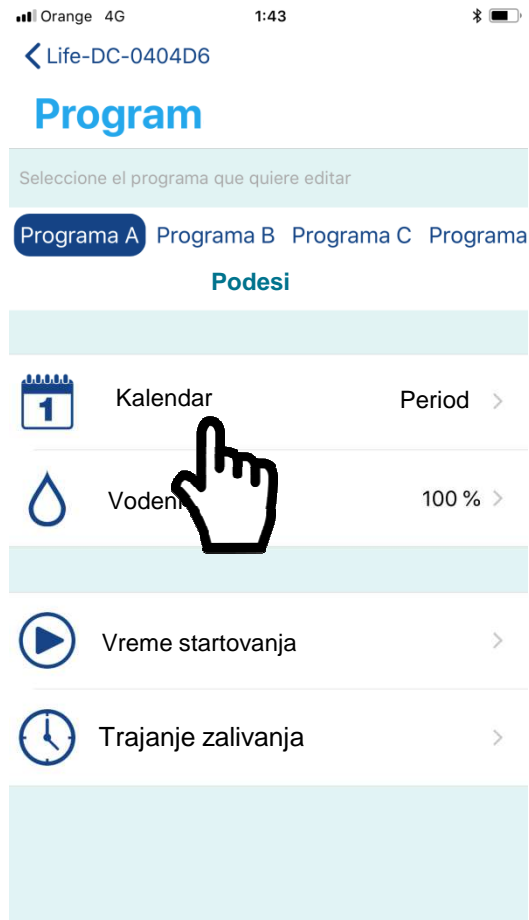 Orange 4G 1:43
Life-DC-0404D6
Program
Seleccione el programa que quiere editar
Programa A Programa B Programa C Programa
Podesi
1
Kalendar Period
100 %
Vreme startovanja
Trajanje zalivanja